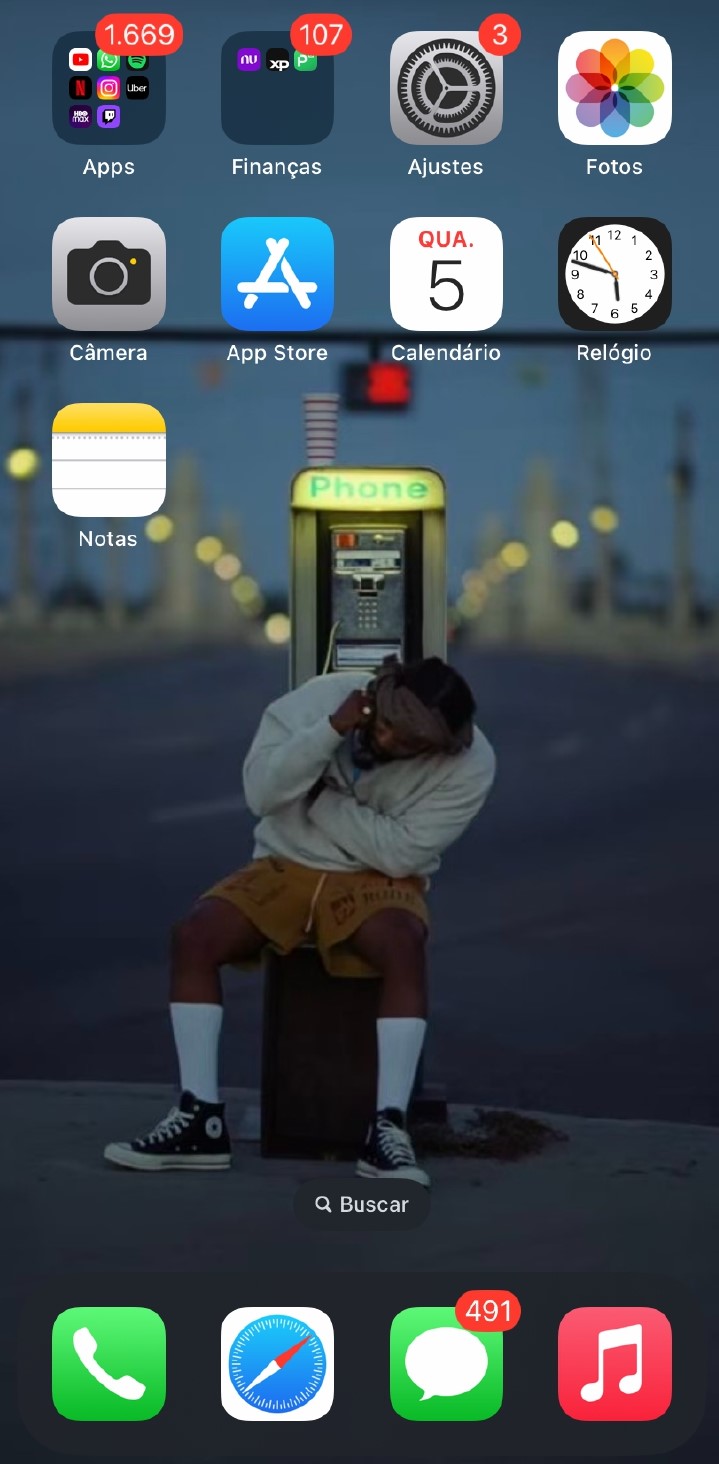 1.669
107
3
nu
XP
Uber
HBO
max
Apps
Finanças
Ajustes
Fotos
QUA.
5
12
1
2
3
4
5
6
7
8
9
10
11
Câmera
App Store
Calendário
Relógio
Notas
Phone
Buscar
491